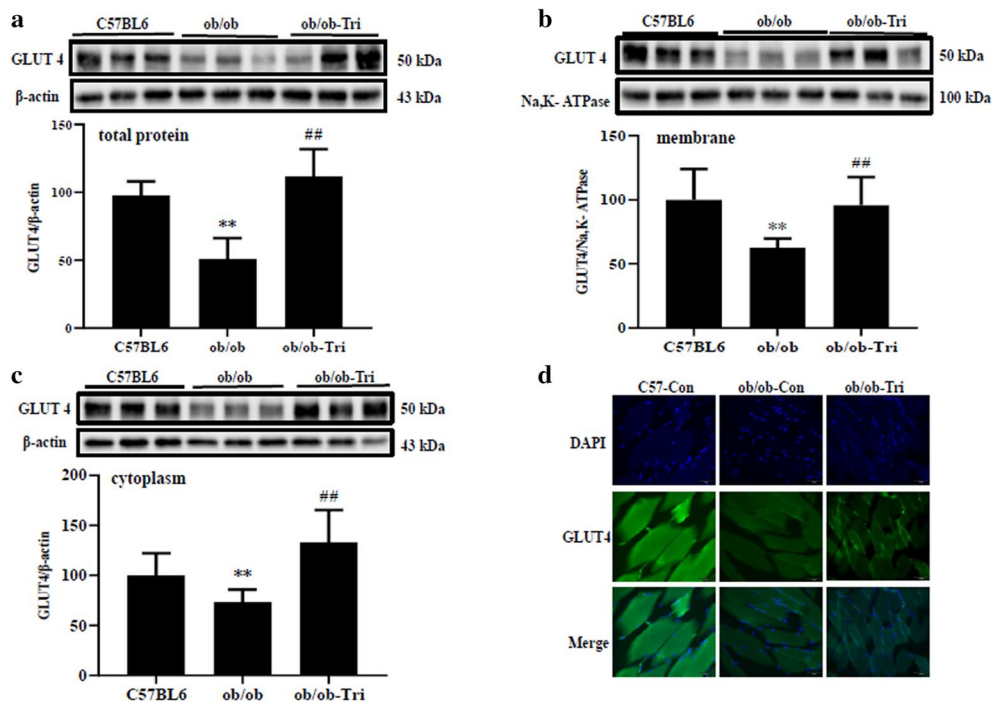 a
C57BL6 ob/ob ob/ob-Tri
GLUT 4 50 kDa
β-actin 43 kDa
total protein
GLUT4/β-actin
150
100
50
0
**
##
C57BL6 ob/ob ob/ob-Tri
b
C57BL6 ob/ob ob/ob-Tri
GLUT 4 50 kDa
Na,K- ATPase 100 kDa
membrane
GLUT4/Na,K- ATPase
150
100
50
0
**
##
C57BL6 ob/ob ob/ob-Tri
c
C57BL6 ob/ob ob/ob-Tri
GLUT 4 50 kDa
β-actin 43 kDa
cytoplasm
GLUT4/β-actin
200
150
100
50
0
**
##
C57BL6 ob/ob ob/ob-Tri
d
C57-Con ob/ob-Con ob/ob-Tri
DAPI
GLUT4
Merge